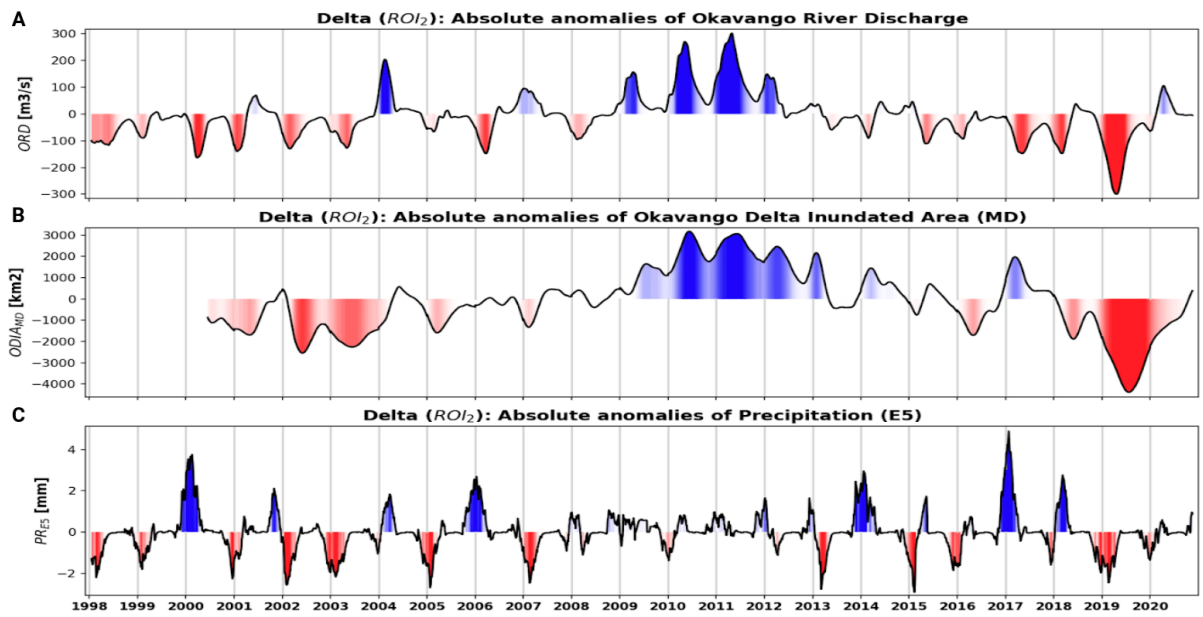 A
Delta (ROI2): Absolute anomalies of Okavango River Discharge
ORD [m3/s]
300
200
100
0
−100
−200
−300
B
Delta (ROI2): Absolute anomalies of Okavango Delta Inundated Area (MD)
ODIAMD [km2]
3000
2000
1000
0
−1000
−2000
−3000
−4000
C
Delta (ROI2): Absolute anomalies of Precipitation (E5)
PRE5 [mm]
4
2
0
−2
1998 1999 2000 2001 2002 2003 2004 2005 2006 2007 2008 2009 2010 2011 2012 2013 2014 2015 2016 2017 2018 2019 2020